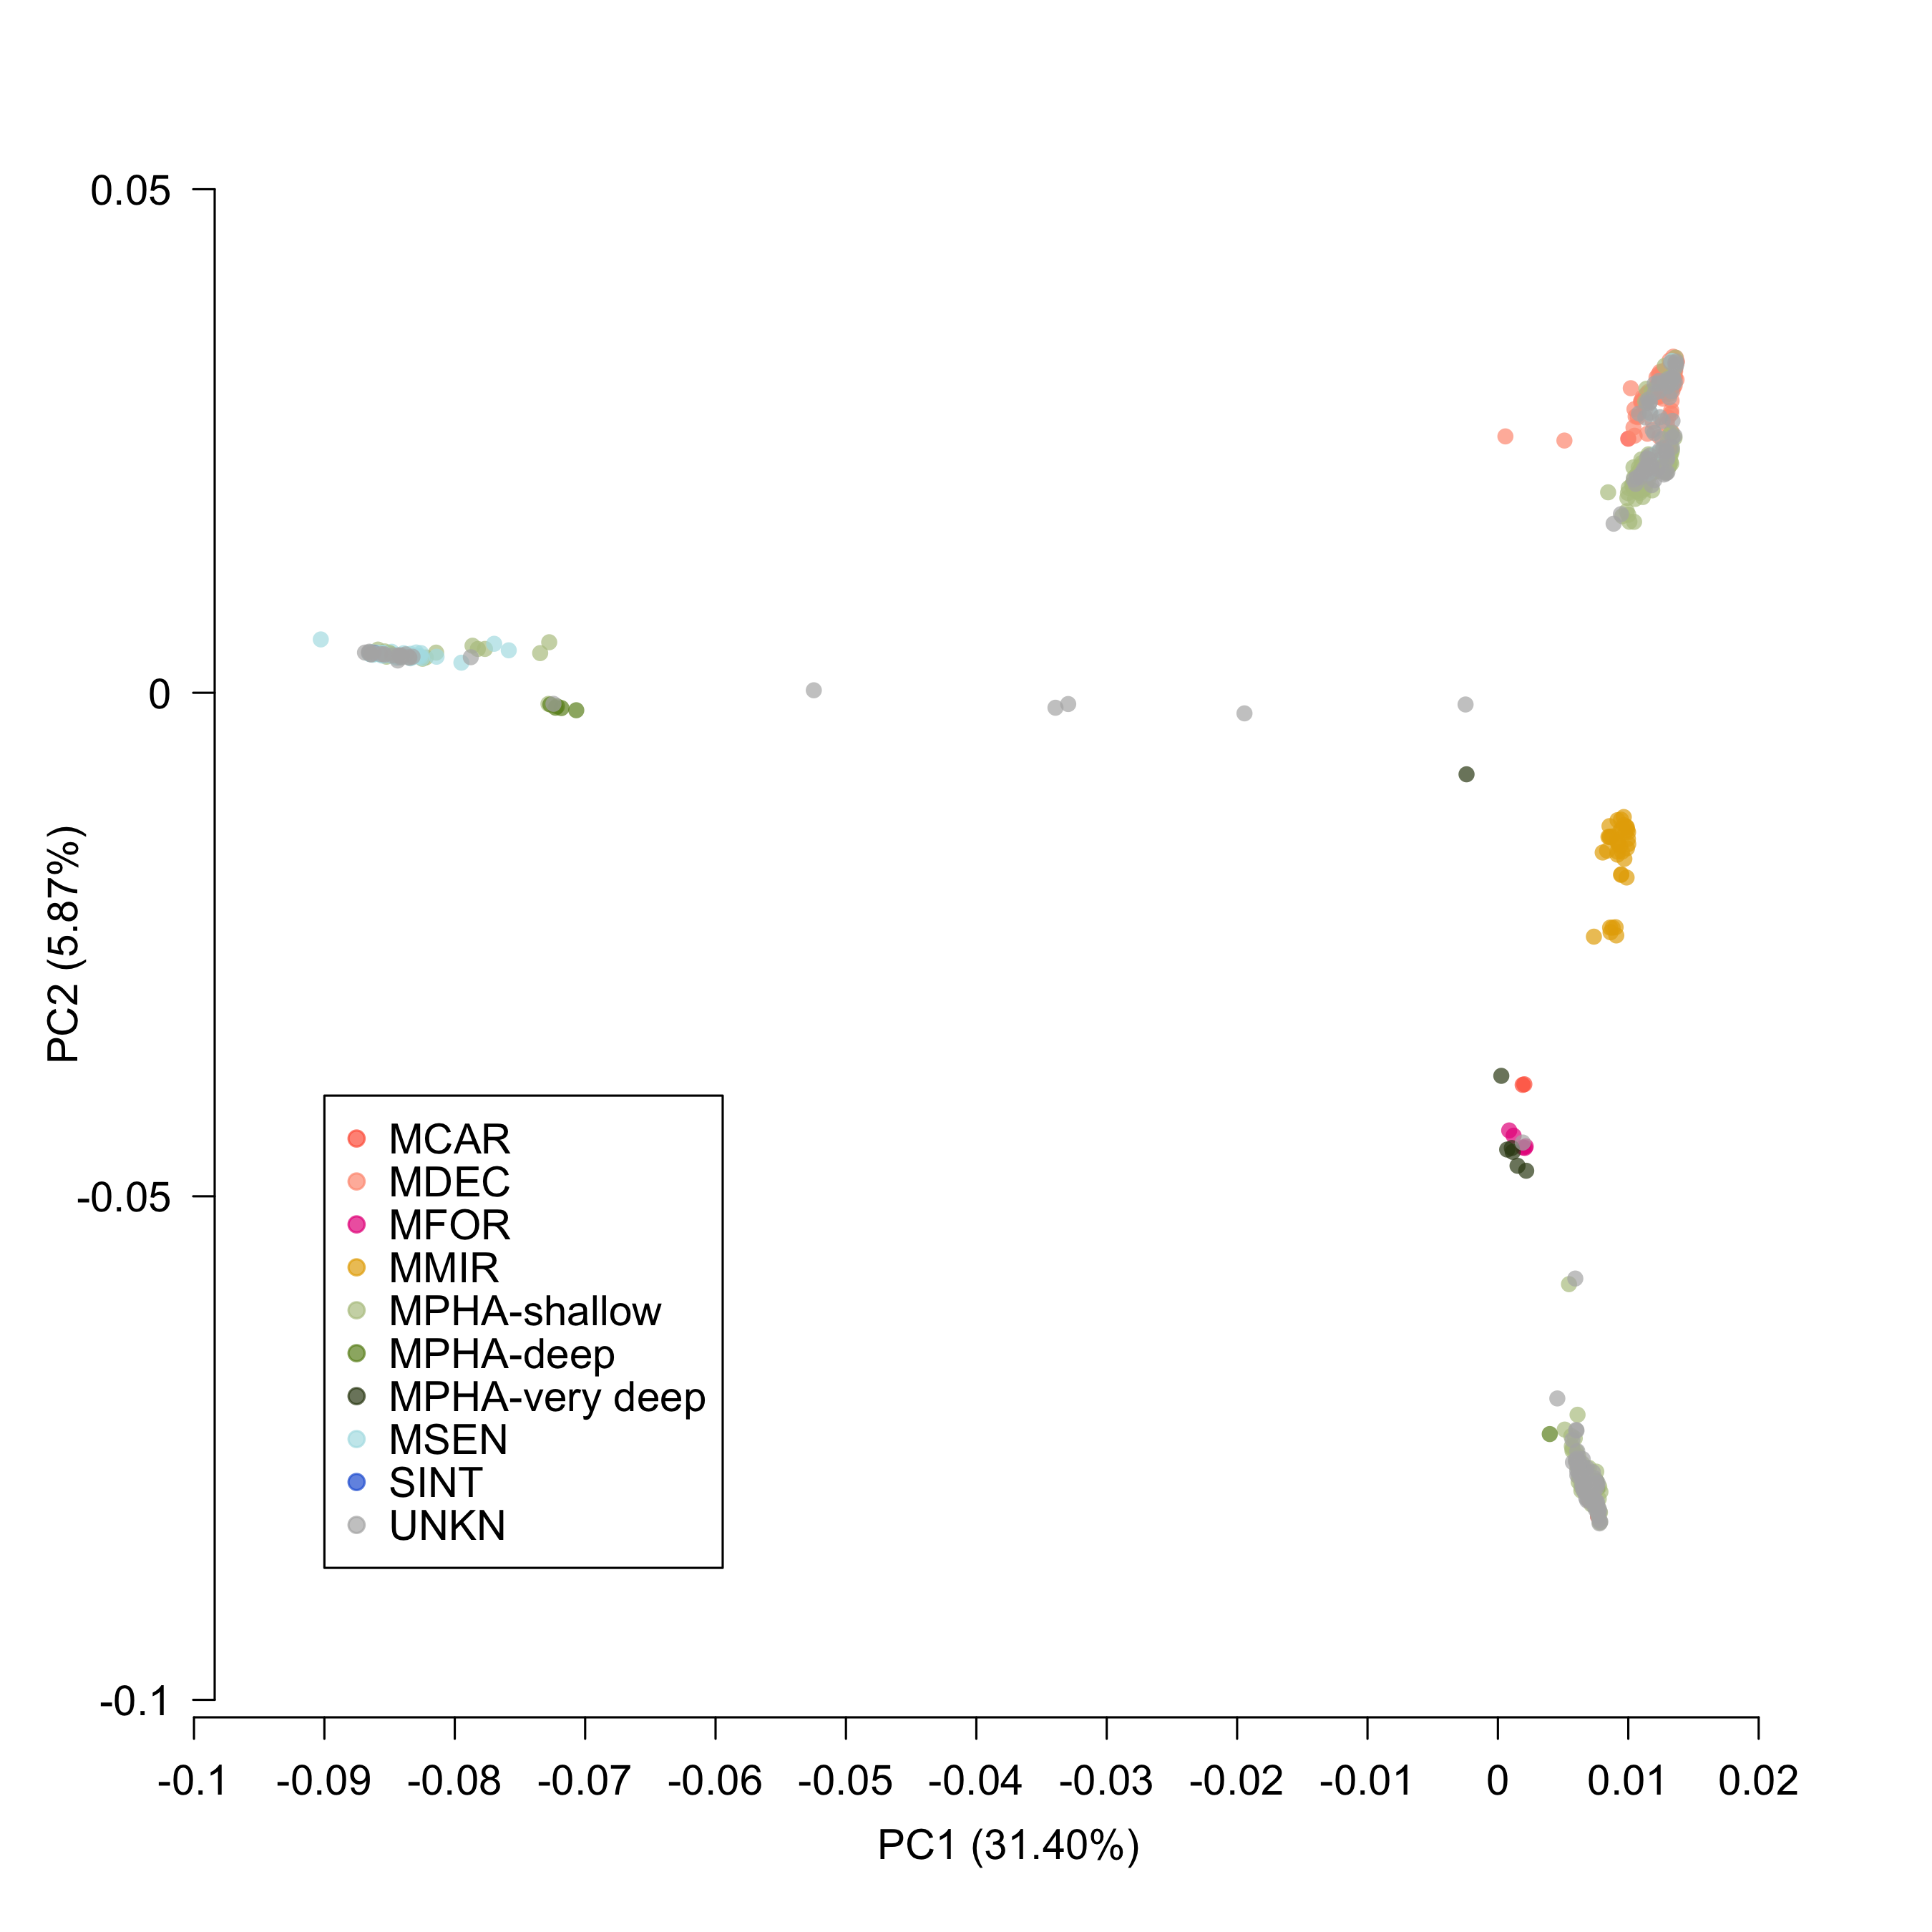 0.05
0
-0.05
-0.1
PC2 (5.87%)
MCAR
MDEC
MFOR
MMIR
MPHA-shallow
MPHA-deep
MPHA-very deep
MSEN
SINT
UNKN
-0.1 -0.09 -0.08 -0.07 -0.06 -0.05 -0.04 -0.03 -0.02 -0.01 0 0.01 0.02
PC1 (31.40%)